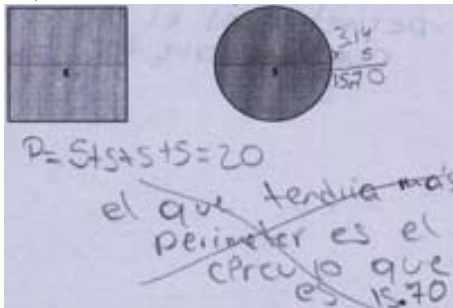 3.14
x 5
15.70
P=5+5+5+5=20
el que tendria más
perimeter es el
circulo que
es 15.70